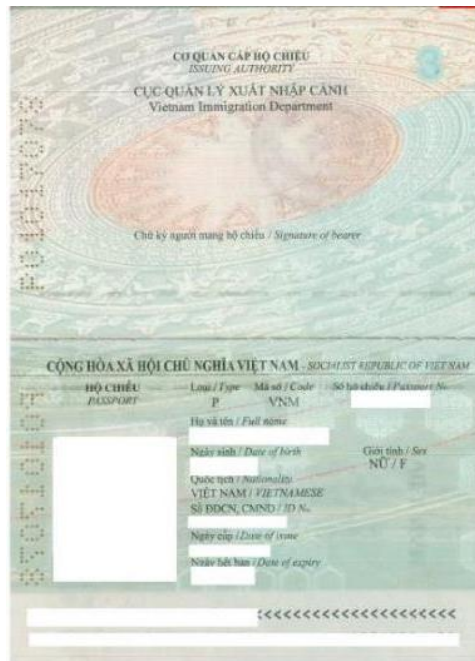 CƠ QUAN CẤP HỘ CHIẾU
ISSUING AUTHORITY
CỤC QUẢN LÝ XUẤT NHẬP CẢNH
Vietnam Immigration Department
Chữ ký người mang hộ chiếu / Signature of bearer
CỘNG HÒA XÃ HỘI CHỦ NGHĨA VIỆT NAM - SOCIALIST REPUBLIC OF VIET NAM
HỘ CHIẾU Loại / Type Mã số / Code Số hộ chiếu / Passport No
PASSPORT P VNM
Họ và tên / Full name
Ngày sinh / Date of birth Giới tính / Sex
NỮ / F
Quốc tịch / Nationality
VIỆT NAM / VIETNAMESE
Số ĐDCN, CMND / ID No.
Ngày cấp / Date of issue
Ngày hết hạn / Date of expiry
<<<<<<<<<<<<<<<<<<<<<<